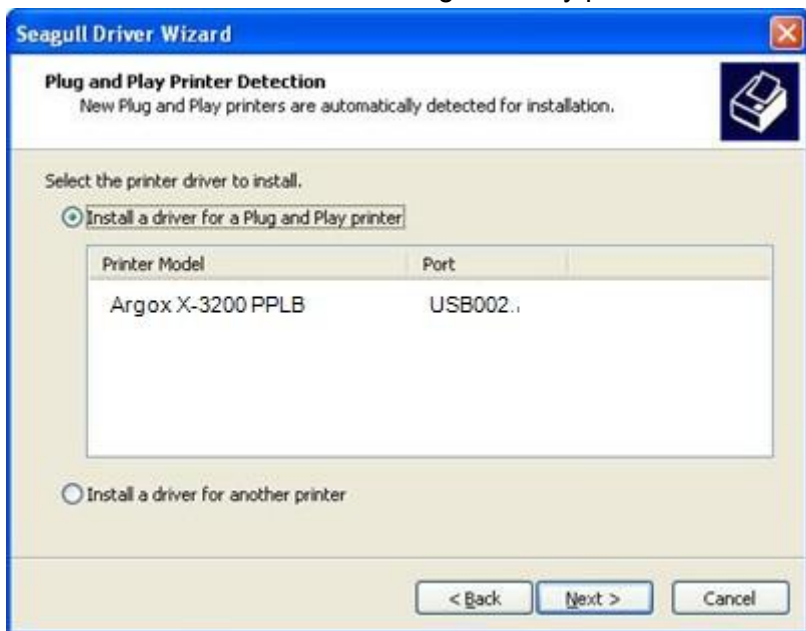 Seagull Driver Wizard
Plug and Play Printer Detection
New Plug and Play printers are automatically detected for installation.
Select the printer driver to install.
Install a driver for a Plug and Play printer
Printer Model Port
Argox X-3200 PPLB USB002..
Install a driver for another printer
< Back Next > Cancel